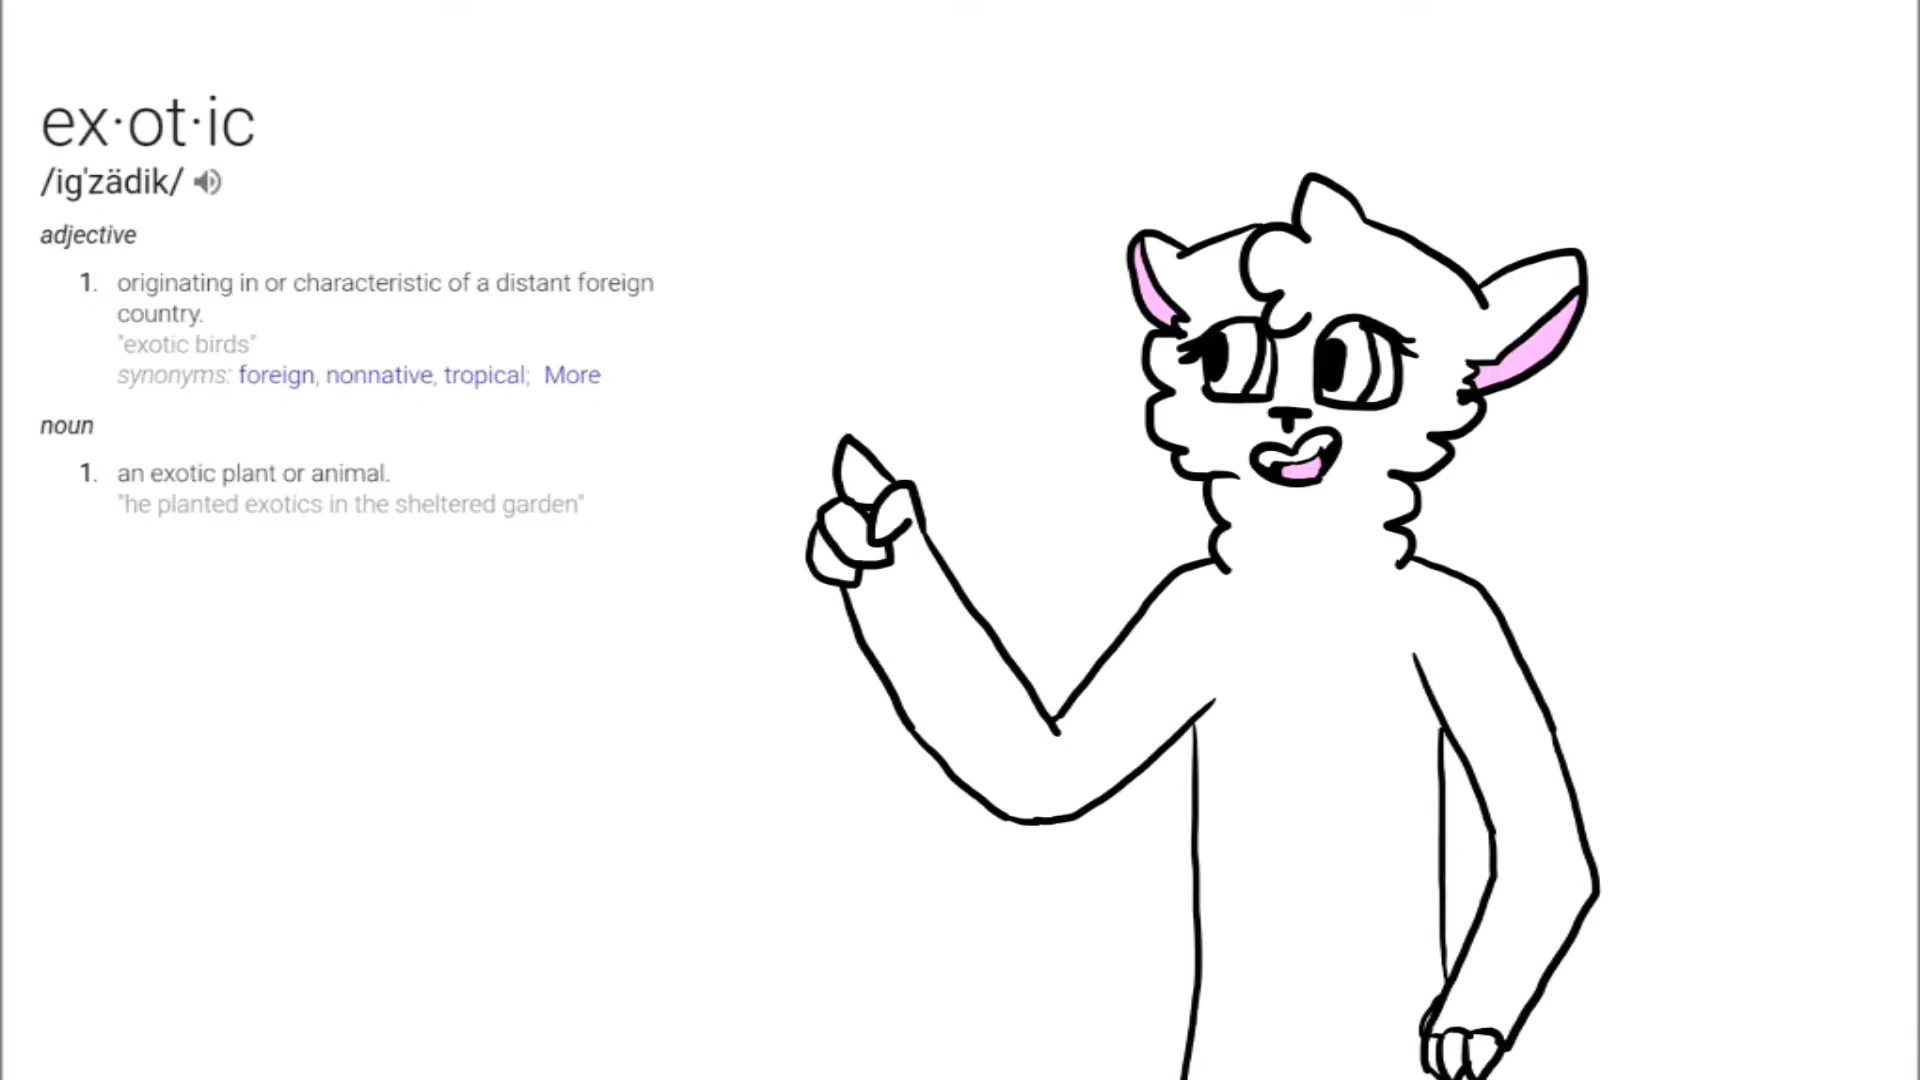 ex·ot·ic
/iɡˈzädik/
adjective
1. originating in or characteristic of a distant foreign
country.
"exotic birds"
synonyms: foreign, nonnative, tropical; More
noun
1. an exotic plant or animal.
"he planted exotics in the sheltered garden"